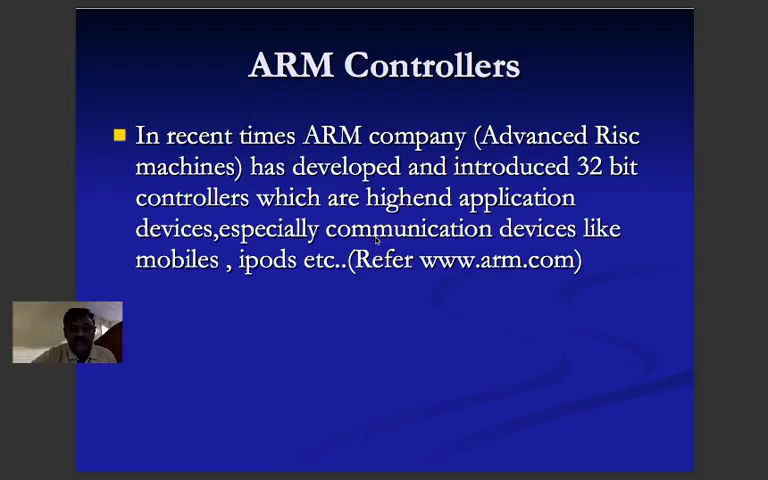 ARM Controllers
In recent times ARM company (Advanced Risc
machines) has developed and introduced 32 bit
controllers which are highend application
devices,especially communication devices like
mobiles , ipods etc..(Refer www.arm.com)